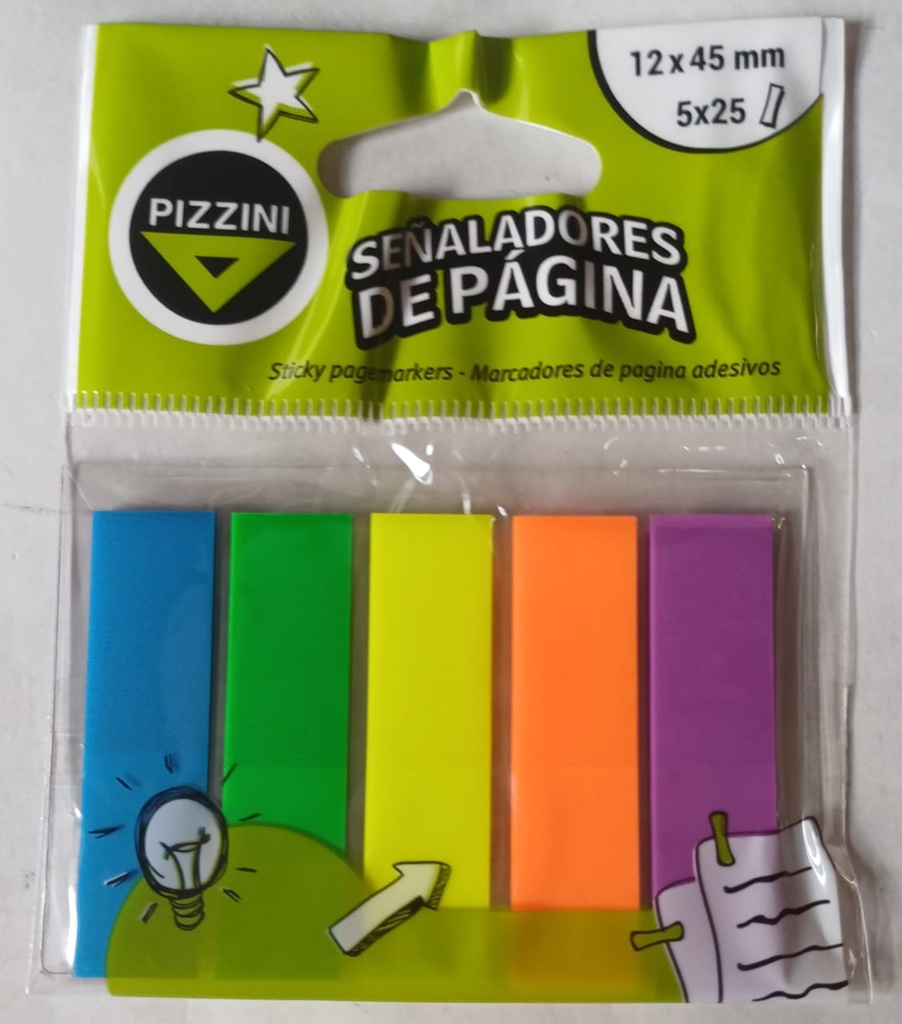 12 x 45 mm
5x25
PIZZINI
SEÑALADORES
DE PÁGINA
Sticky pagemarkers - Marcadores de pagina adesivos